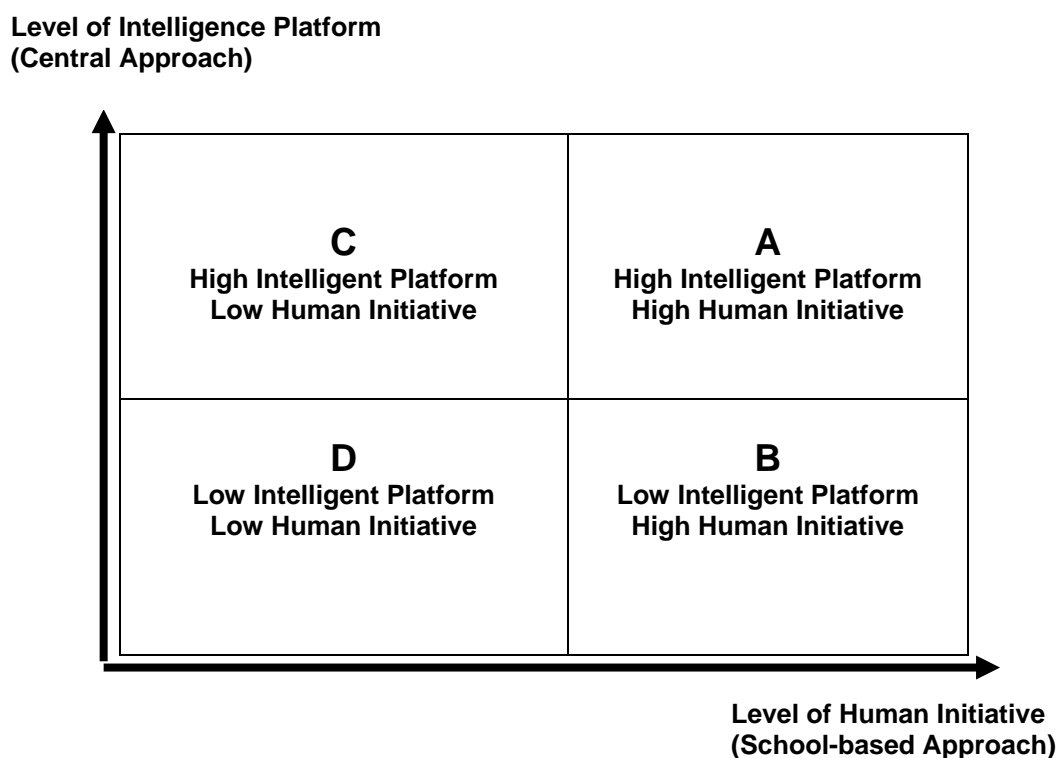 Level of Intelligence Platform
(Central Approach)
C
High Intelligent Platform
Low Human Initiative
A
High Intelligent Platform
High Human Initiative
D
Low Intelligent Platform
Low Human Initiative
B
Low Intelligent Platform
High Human Initiative
Level of Human Initiative
(School-based Approach)